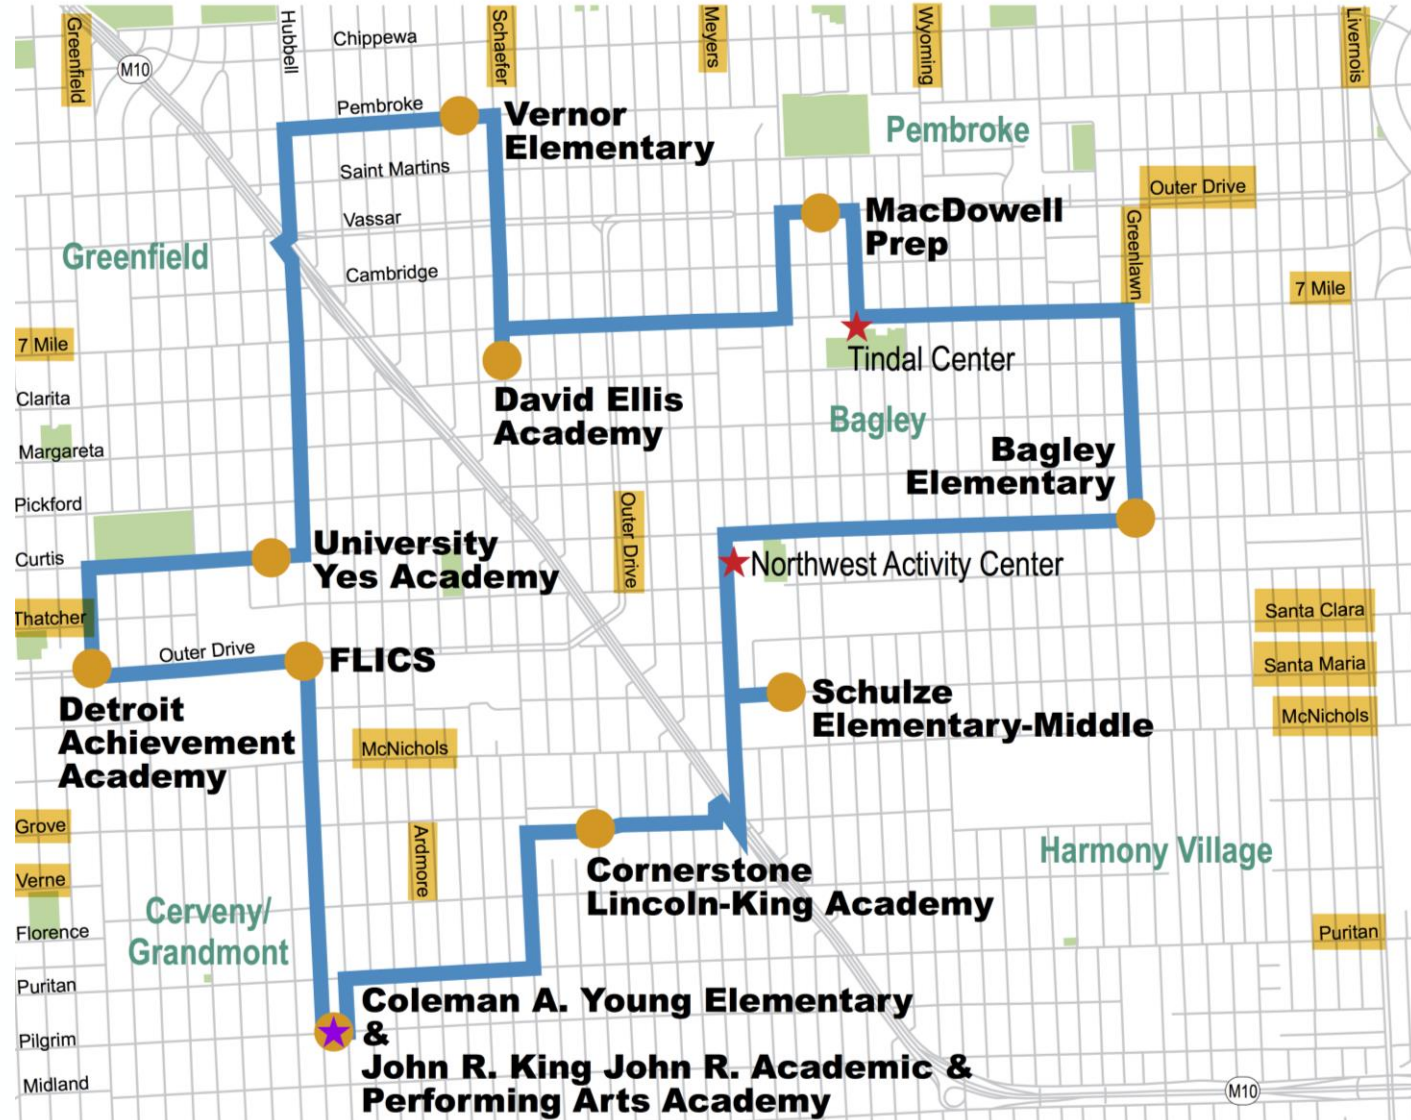 Greenfield
M10
Hubbell
Chippewa
Schaefer
Meyers
Wyoming
Livernois
Pembroke
Vernor
Elementary
Pembroke
Saint Martins
Outer Drive
Vassar
MacDowell
Prep
Greenlawn
Greenfield
Cambridge
7 Mile
7 Mile
Tindal Center
Clarita
David Ellis
Academy
Bagley
Margareta
Bagley
Elementary
Pickford
Outer Drive
Curtis
University
Yes Academy
Northwest Activity Center
Thatcher
Santa Clara
Outer Drive
FLICS
Santa Maria
Schulze
Elementary-Middle
Detroit
Achievement
Academy
McNichols
McNichols
Grove
Ardmore
Cornerstone
Lincoln-King Academy
Harmony Village
Verne
Cerveny/
Grandmont
Florence
Puritan
Puritan
Coleman A. Young Elementary
&
John R. King John R. Academic &
Performing Arts Academy
Pilgrim
Midland
M10